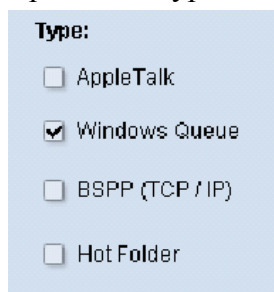 Type:
AppleTalk
Windows Queue
BSPP (TCP / IP)
Hot Folder